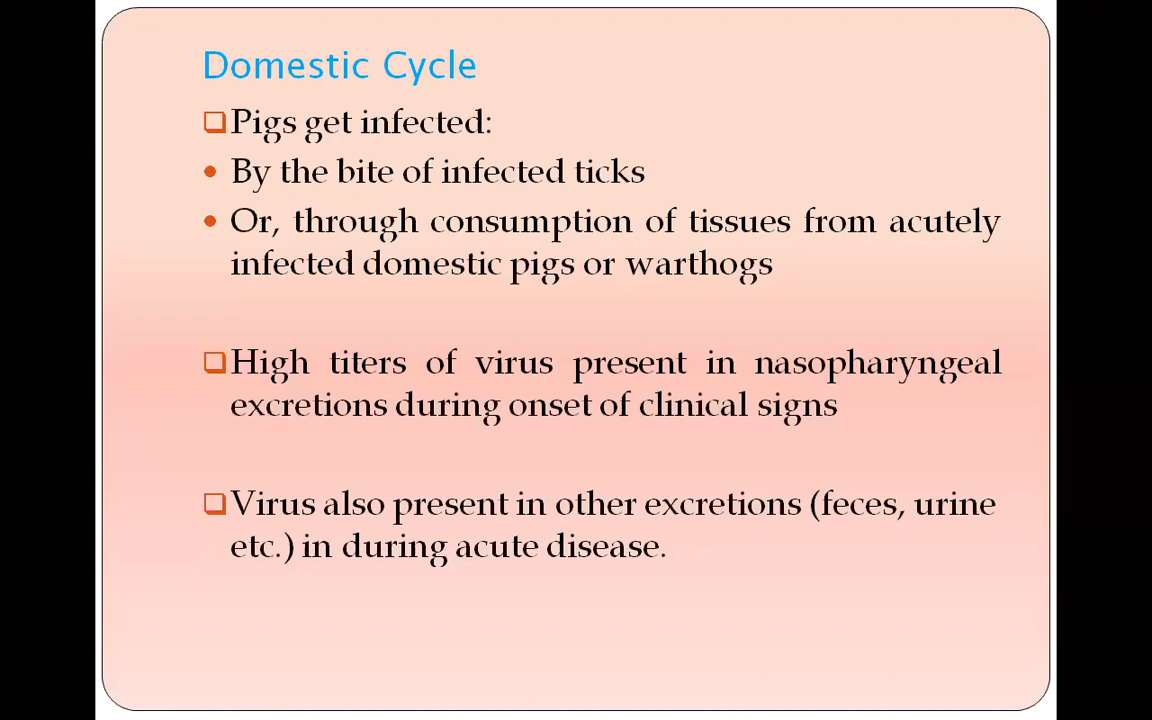 Domestic Cycle
❑Pigs get infected:
• By the bite of infected ticks
• Or, through consumption of tissues from acutely
infected domestic pigs or warthogs
❑High titers of virus present in nasopharyngeal
excretions during onset of clinical signs
❑Virus also present in other excretions (feces, urine
etc.) in during acute disease.